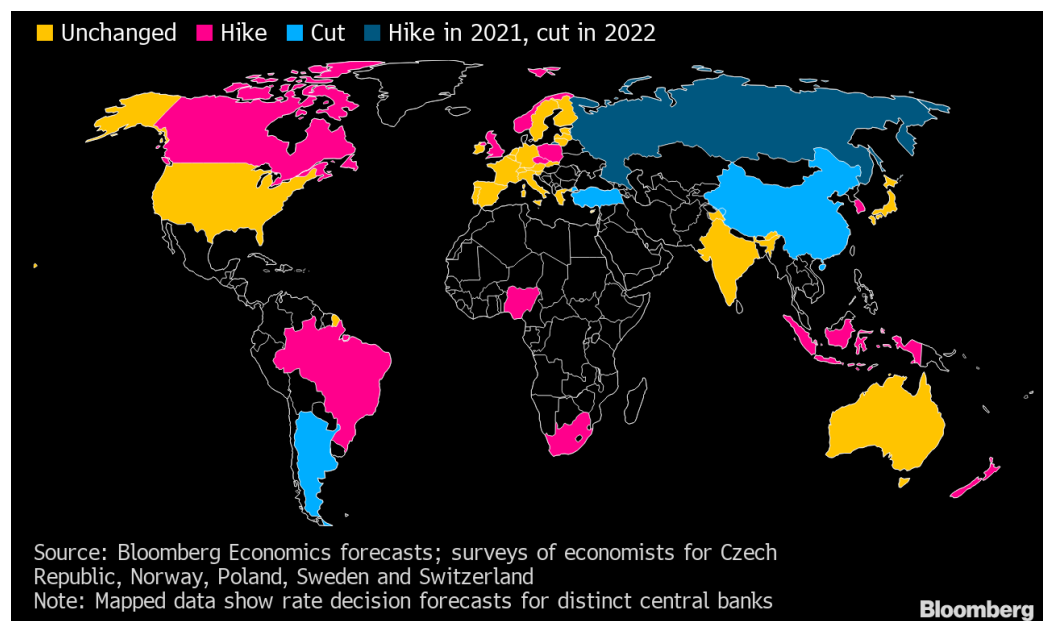 Unchanged Hike Cut Hike in 2021, cut in 2022
Source: Bloomberg Economics forecasts; surveys of economists for Czech
Republic, Norway, Poland, Sweden and Switzerland
Note: Mapped data show rate decision forecasts for distinct central banks
Bloomberg